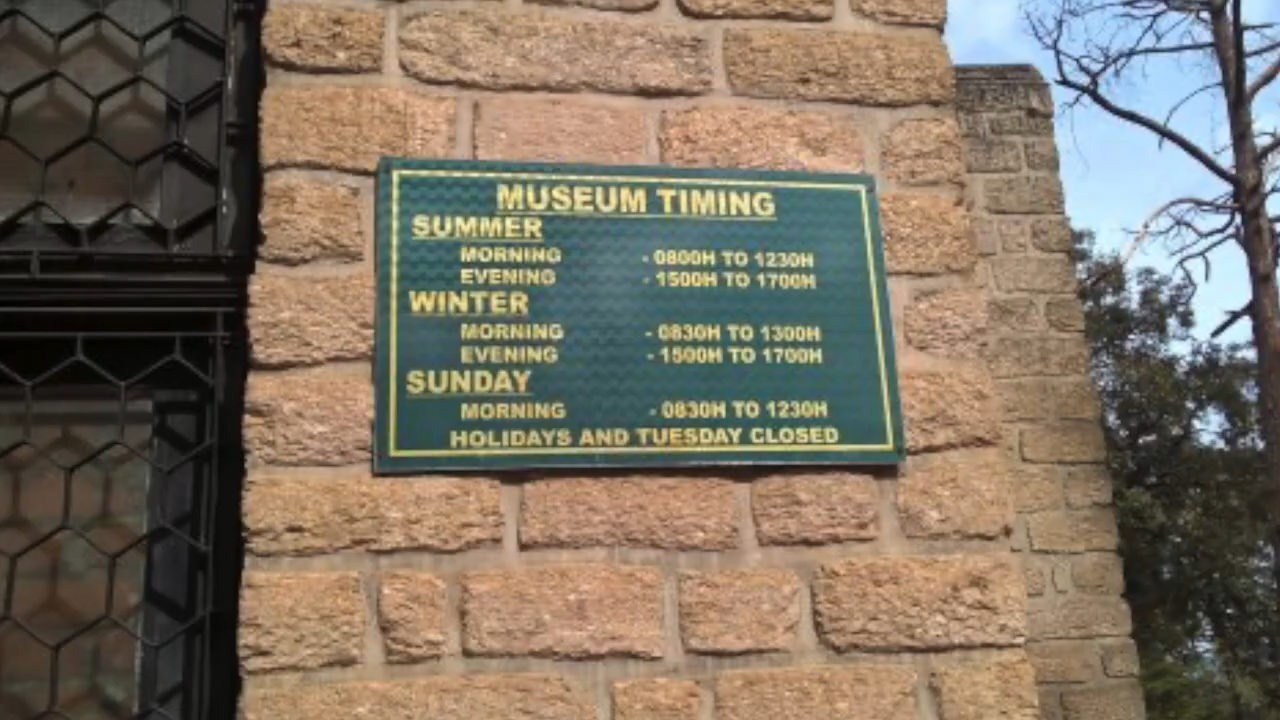 MUSEUM TIMING
SUMMER
MORNING - 0800H TO 1230H
EVENING - 1500H TO 1700H
WINTER
MORNING - 0830H TO 1300H
EVENING - 1500H TO 1700H
SUNDAY
MORNING - 0830H TO 1230H
HOLIDAYS AND TUESDAY CLOSED